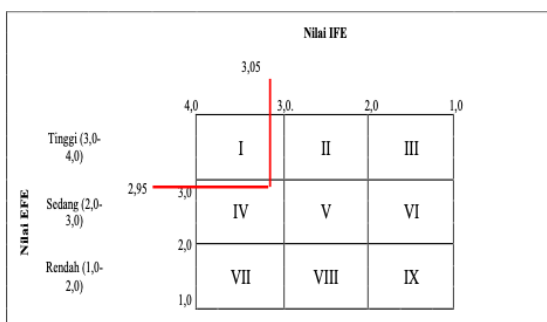 Nilai IFE
3,05
4,0 3,0. 2,0 1,0
Tinggi (3,0-
4,0)
I II III
2,95
3,0
Nilai EFE
Sedang (2,0-
3,0)
IV V VI
2,0
Rendah (1,0-
2,0)
VII VIII IX
1,0